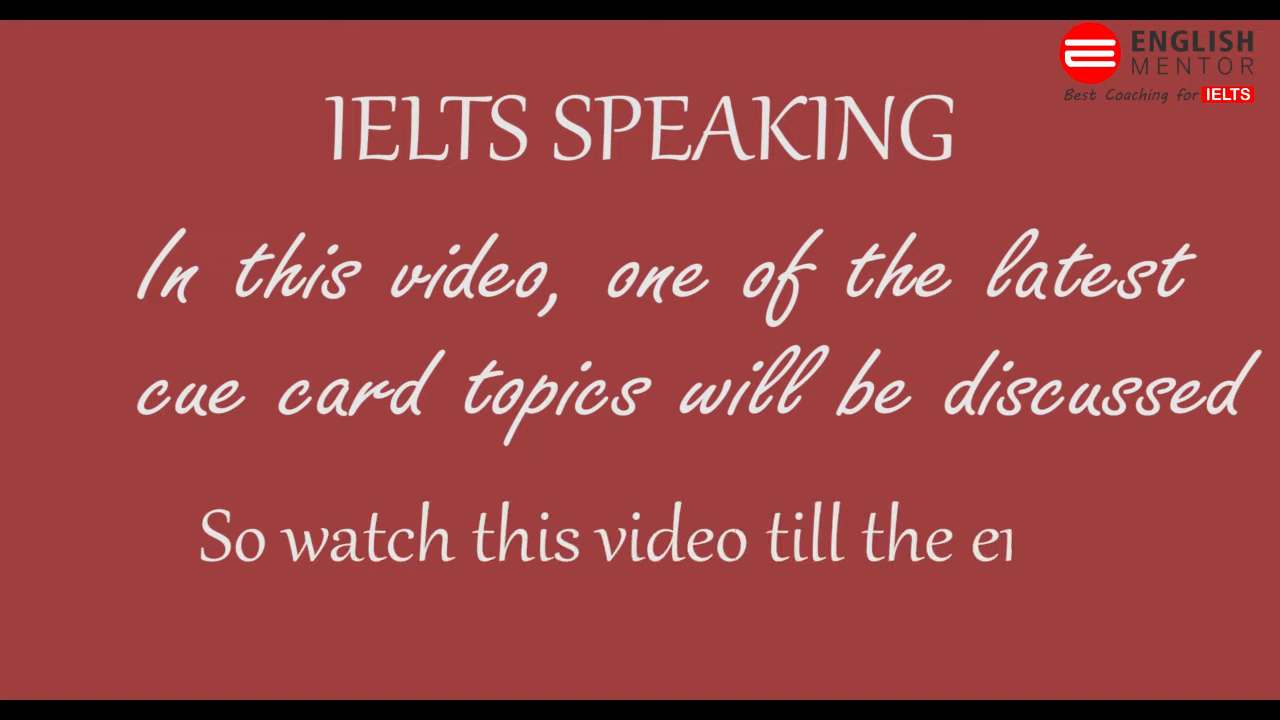 ENGLISH
MENTOR
Best Coaching for IELTS
IELTS SPEAKING
In this video, one of the latest
cue card topics will be discussed
So watch this video till the